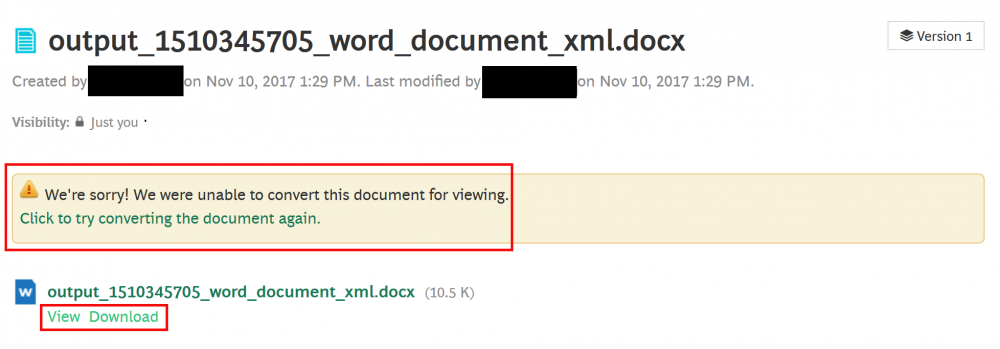 output_1510345705_word_document_xml.docx
Version 1
Created by on Nov 10, 2017 1:29 PM. Last modified by on Nov 10, 2017 1:29 PM.
Visibility: Just you
We're sorry! We were unable to convert this document for viewing.
Click to try converting the document again.
W
output_1510345705_word_document_xml.docx (10.5 K)
View Download